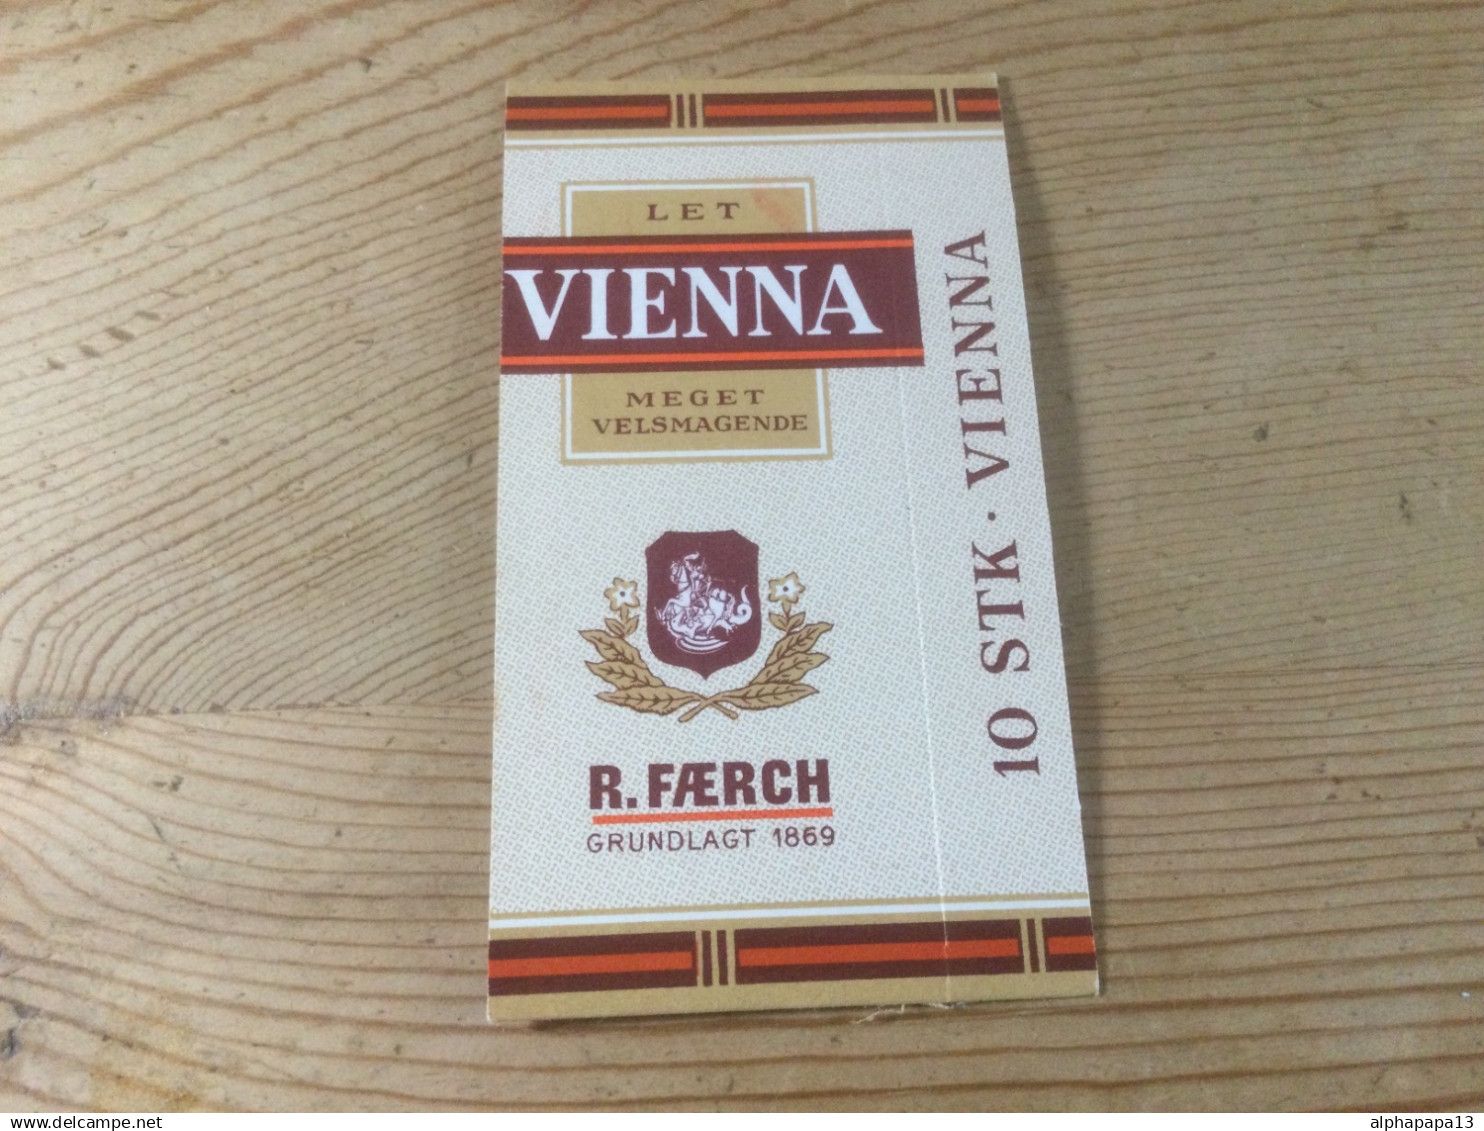 LET
VIENNA
MEGET
VELSMAGENDE
R. FÆRCH
GRUNDLAGT 1869
10 STK · VIENNA
www.delcampe.net
alphapapa13